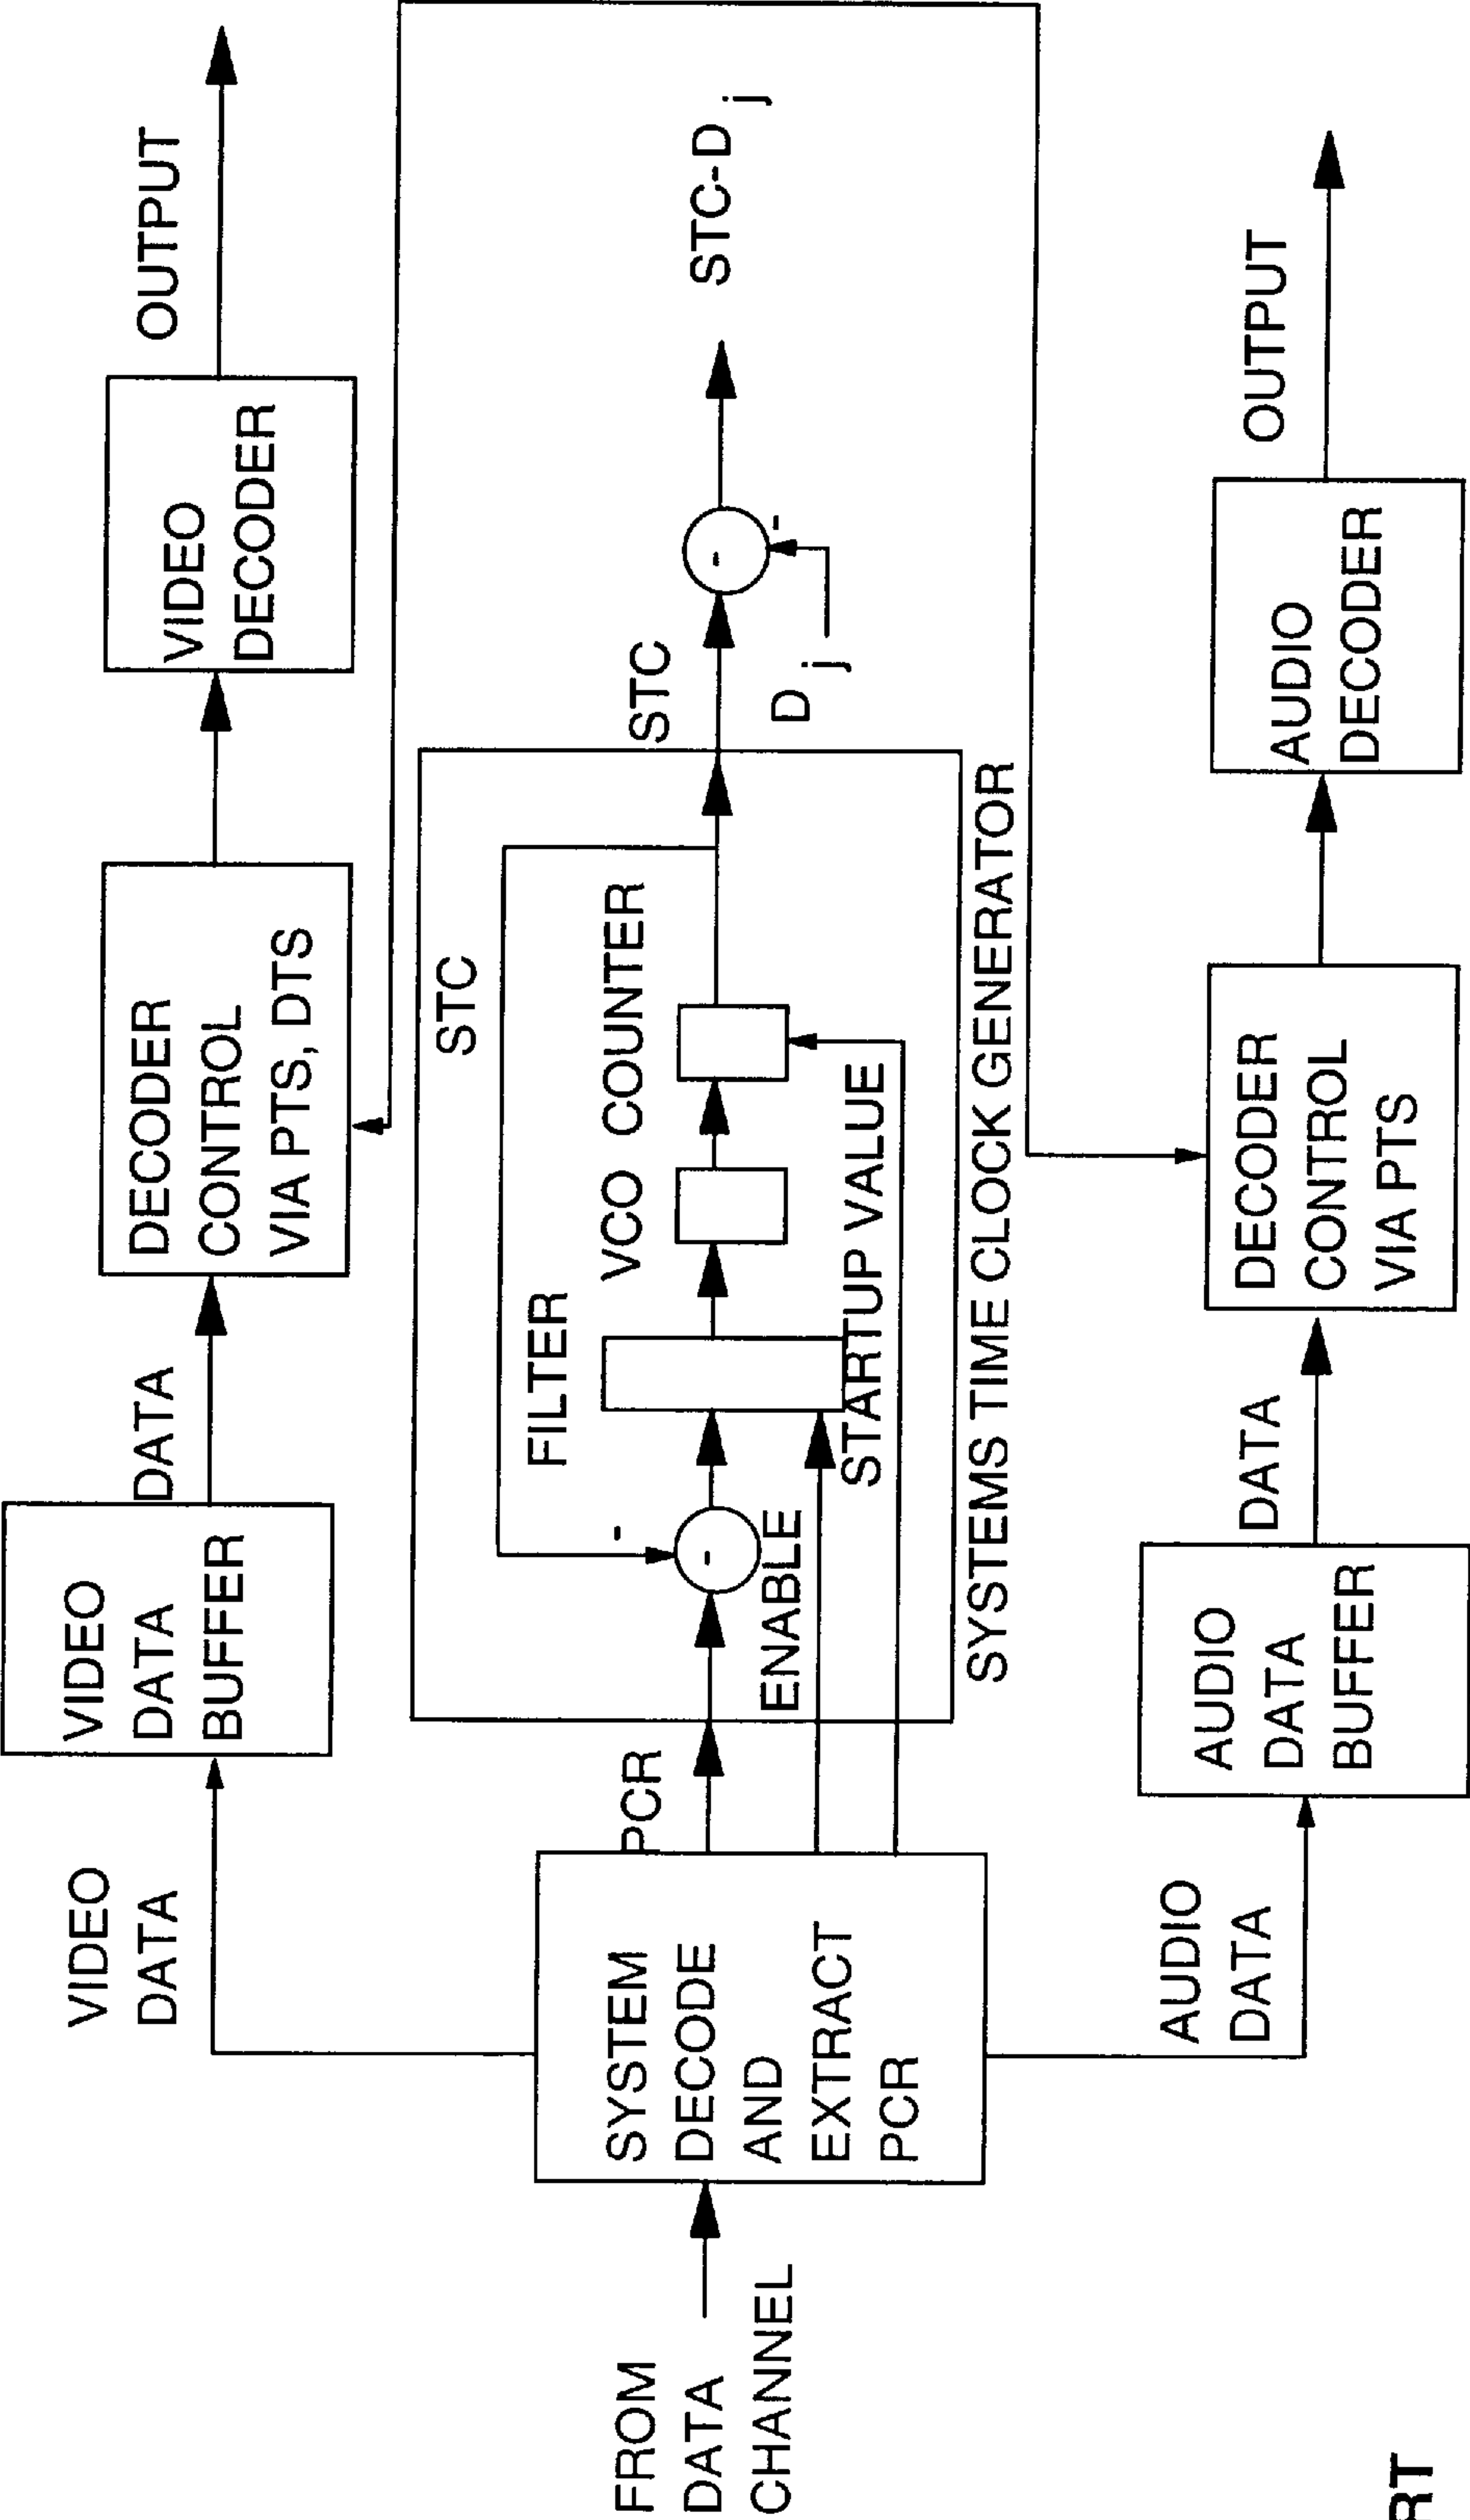 VIDEO
DATA
VIDEO
DATA
BUFFER
DATA
DECODER
CONTROL
VIA PTS, DTS
VIDEO
DECODER
OUTPUT
FROM
DATA
CHANNEL
SYSTEM
DECODE
AND
EXTRACT
PCR
PCR
STC
FILTER
VCO
COUNTER
-
-
ENABLE
STARTUP VALUE
SYSTEMS TIME CLOCK GENERATOR
STC
-
-
D j
STC-D j
AUDIO
DATA
AUDIO
DATA
BUFFER
DATA
DECODER
CONTROL
VIA PTS
AUDIO
DECODER
OUTPUT